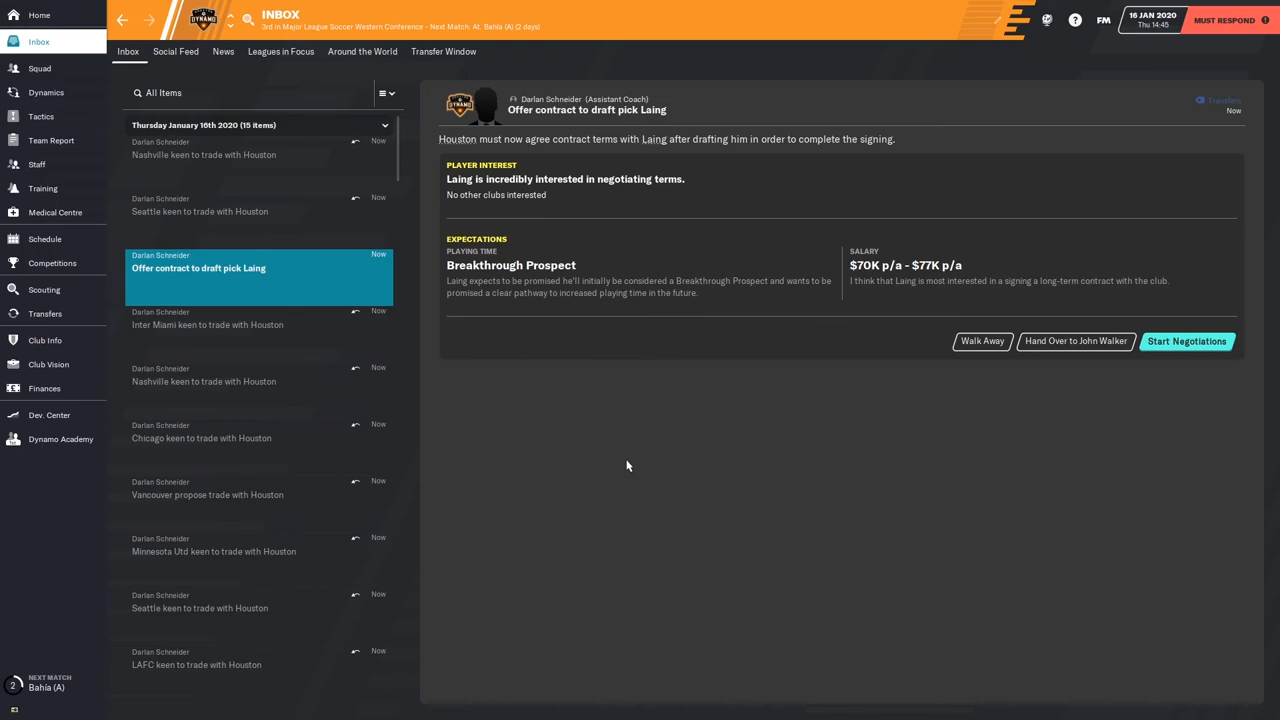 Home
Inbox
Squad
Dynamics
Tactics
Team Report
Staff
Training
Medical Centre
Schedule
Competitions
Scouting
Transfers
Club Info
Club Vision
Finances
Dev. Center
Dynamo Academy
2
NEXT MATCH
Bahía (A)
DYNAMO
INBOX
3rd in Major League Soccer Western Conference - Next Match: At. Bahía (A) (2 days)
FM
16 JAN 2020
Thu 14:45
MUST RESPOND
Inbox
Social Feed
News
Leagues in Focus
Around the World
Transfer Window
All Items
Thursday January 16th 2020 (15 items)
Darlan Schneider
Now
Nashville keen to trade with Houston
Darlan Schneider
Now
Seattle keen to trade with Houston
Darlan Schneider
Now
Offer contract to draft pick Laing
Darlan Schneider
Now
Inter Miami keen to trade with Houston
Darlan Schneider
Now
Nashville keen to trade with Houston
Darlan Schneider
Now
Chicago keen to trade with Houston
Darlan Schneider
Now
Vancouver propose trade with Houston
Darlan Schneider
Now
Minnesota Utd keen to trade with Houston
Darlan Schneider
Now
Seattle keen to trade with Houston
Darlan Schneider
Now
LAFC keen to trade with Houston
DYNAMO
Darlan Schneider (Assistant Coach)
Offer contract to draft pick Laing
Transfers
Now
Houston must now agree contract terms with Laing after drafting him in order to complete the signing.
PLAYER INTEREST
Laing is incredibly interested in negotiating terms.
No other clubs interested
EXPECTATIONS
PLAYING TIME
Breakthrough Prospect
Laing expects to be promised he'll initially be considered a Breakthrough Prospect and wants to be
promised a clear pathway to increased playing time in the future.
SALARY
$70K p/a - $77K p/a
I think that Laing is most interested in a signing a long-term contract with the club.
Walk Away
Hand Over to John Walker
Start Negotiations